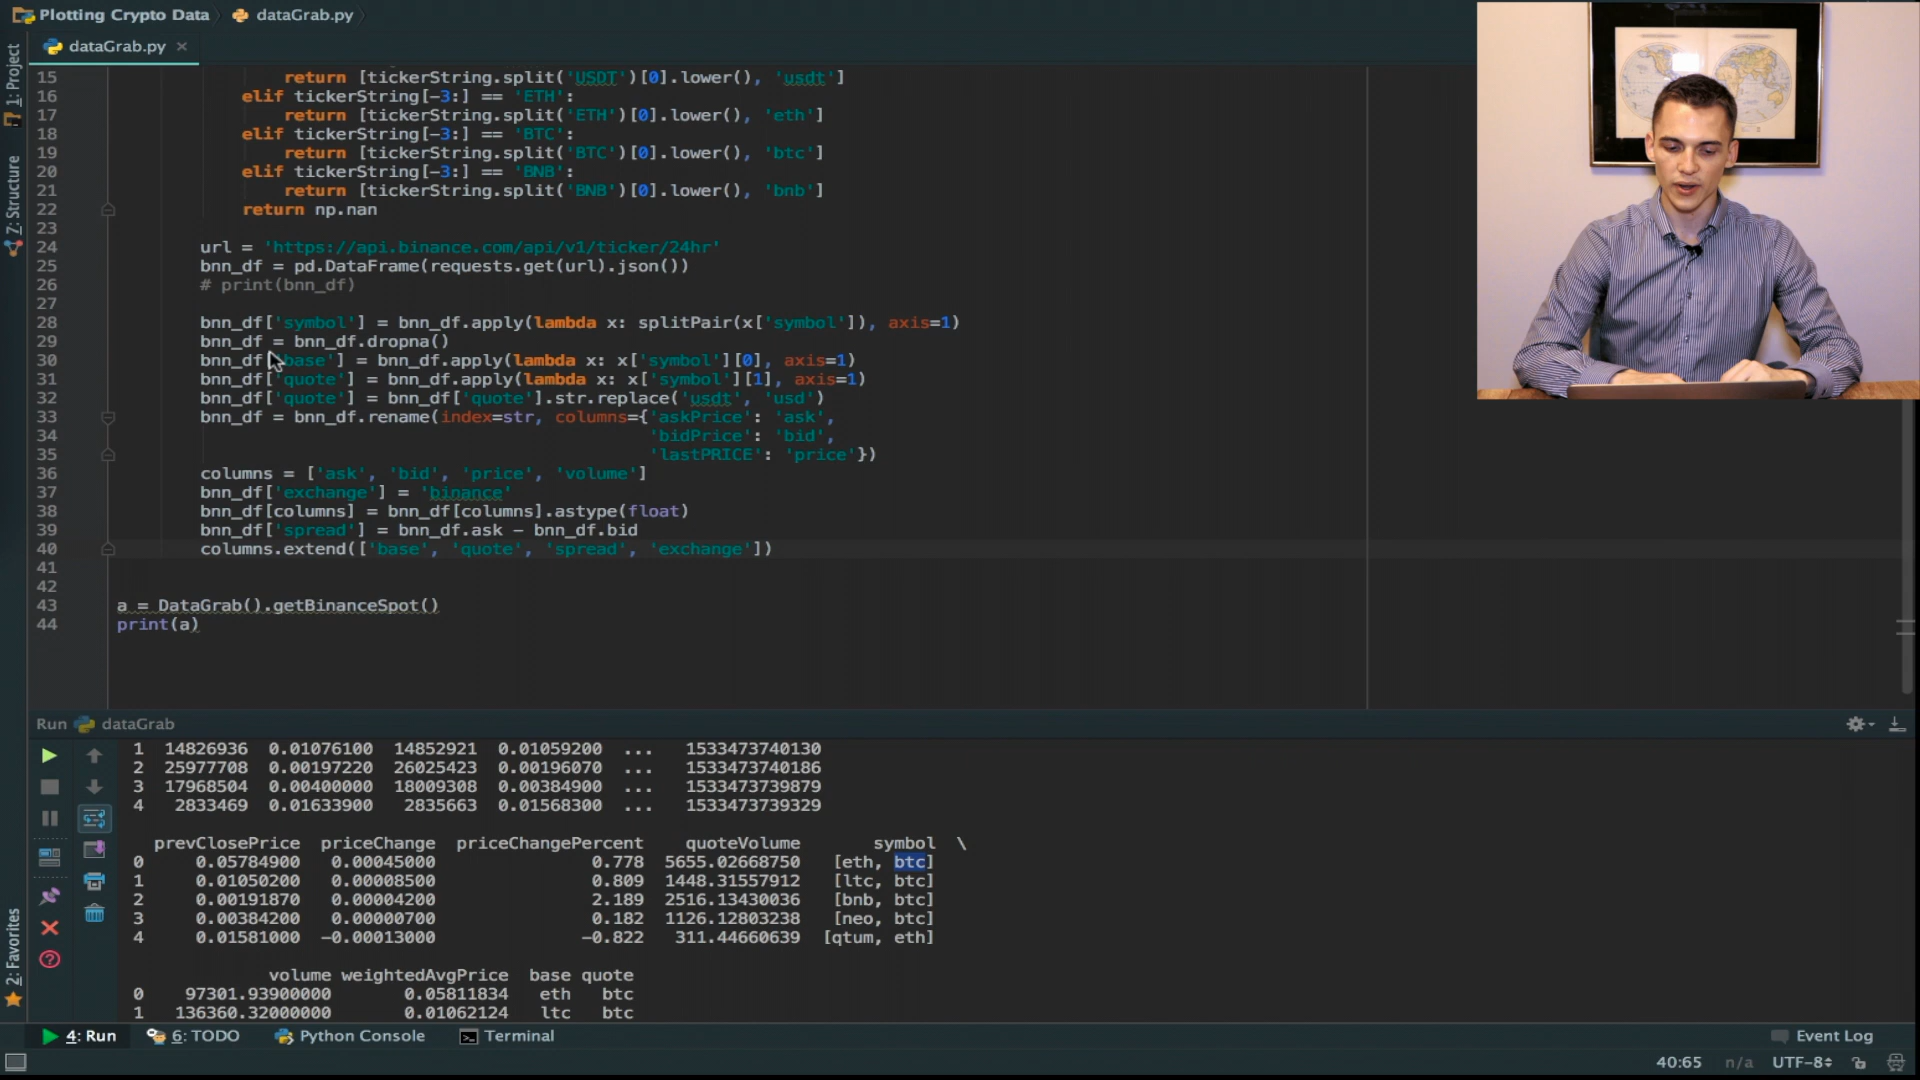 Plotting Crypto Data dataGrab.py
dataGrab.py ×
1: Project
7: Structure
2: Favorites
15 return [tickerString.split('USDT')[0].lower(), 'usdt']
16 elif tickerString[-3:] == 'ETH':
17 return [tickerString.split('ETH')[0].lower(), 'eth']
18 elif tickerString[-3:] == 'BTC':
19 return [tickerString.split('BTC')[0].lower(), 'btc']
20 elif tickerString[-3:] == 'BNB':
21 return [tickerString.split('BNB')[0].lower(), 'bnb']
22 return np.nan
23
24 url = 'https://api.binance.com/api/v1/ticker/24hr'
25 bnn_df = pd.DataFrame(requests.get(url).json())
26 # print(bnn_df)
27
28 bnn_df['symbol'] = bnn_df.apply(lambda x: splitPair(x['symbol']), axis=1)
29 bnn_df = bnn_df.dropna()
30 bnn_df['base'] = bnn_df.apply(lambda x: x['symbol'][0], axis=1)
31 bnn_df['quote'] = bnn_df.apply(lambda x: x['symbol'][1], axis=1)
32 bnn_df['quote'] = bnn_df['quote'].str.replace('usdt', 'usd')
33 bnn_df = bnn_df.rename(index=str, columns={'askPrice': 'ask',
34 'bidPrice': 'bid',
35 'lastPRICE': 'price'})
36 columns = ['ask', 'bid', 'price', 'volume']
37 bnn_df['exchange'] = 'binance'
38 bnn_df[columns] = bnn_df[columns].astype(float)
39 bnn_df['spread'] = bnn_df.ask - bnn_df.bid
40 columns.extend(['base', 'quote', 'spread', 'exchange'])
41
42
43 a = DataGrab().getBinanceSpot()
44 print(a)
Run dataGrab
1 14826936 0.01076100 14852921 0.01059200 ... 1533473740130
2 25977708 0.00197220 26025423 0.00196070 ... 1533473740186
3 17968504 0.00400000 18009308 0.00384900 ... 1533473739879
4 2833469 0.01633900 2835663 0.01568300 ... 1533473739329
prevClosePrice priceChange priceChangePercent quoteVolume symbol \
0 0.05784900 0.00045000 0.778 5655.02668750 [eth, btc]
1 0.01050200 0.00008500 0.809 1448.31557912 [ltc, btc]
2 0.00191870 0.00004200 2.189 2516.13430036 [bnb, btc]
3 0.00384200 0.00000700 0.182 1126.12803238 [neo, btc]
4 0.01581000 -0.00013000 -0.822 311.44660639 [qtum, eth]
volume weightedAvgPrice base quote
0 97301.93900000 0.05811834 eth btc
1 136360.32000000 0.01062124 ltc btc
4: Run 6: TODO Python Console Terminal Event Log
40:65 n/a UTF-8